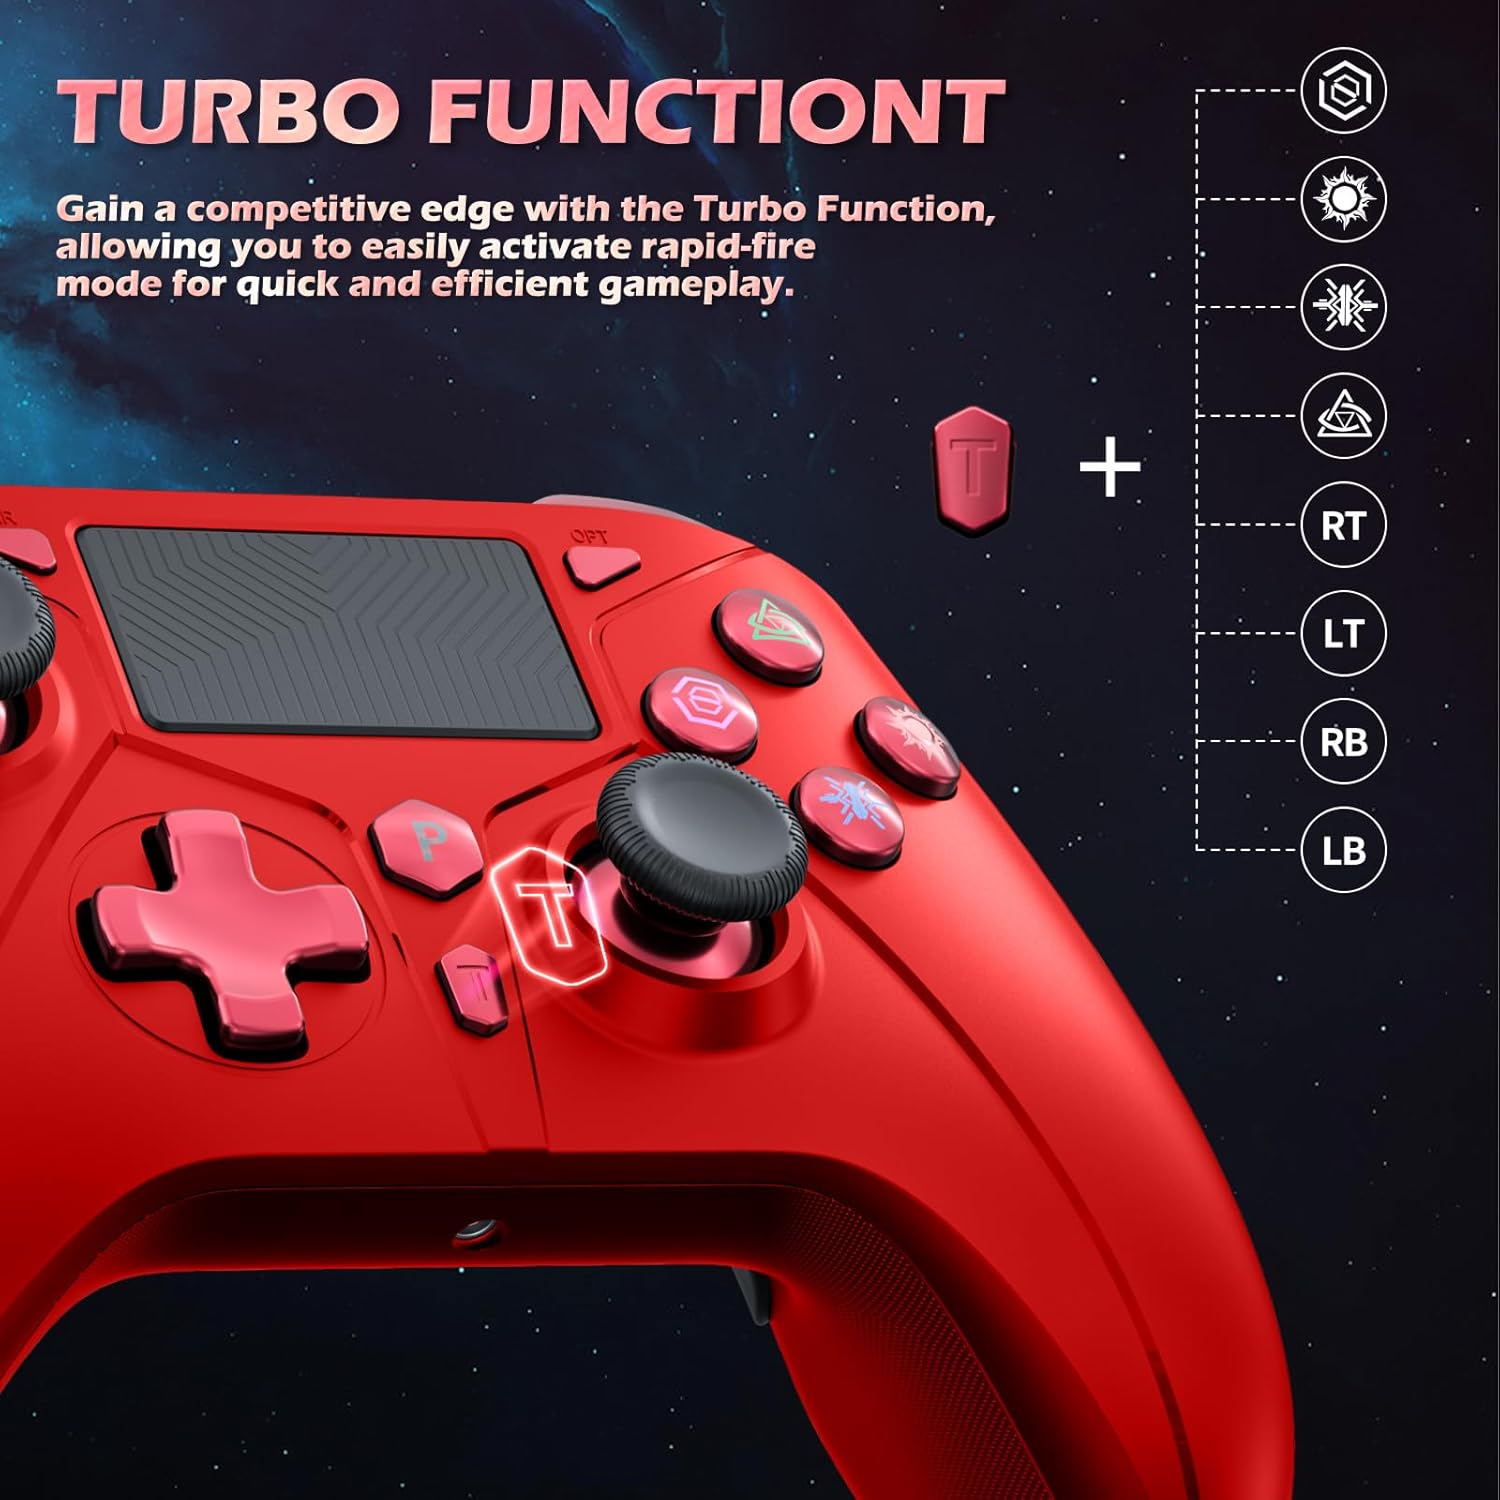 TURBO FUNCTIONT
Gain a competitive edge with the Turbo Function,
allowing you to easily activate rapid-fire
mode for quick and efficient gameplay.
T
+
RT
LT
RB
LB
OPT
P
T
T